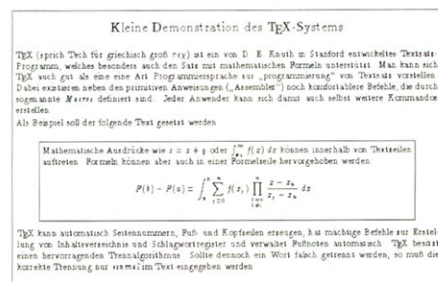 Kleine Demonstration des TEX-Systems
TEX (sprich Tech für griechisch groß τεχ) ist ein von D. E. Knuth in Stanford entwickeltes Textsatz-
Programm, welches besonders auch den Satz mit mathematischen Formeln unterstützt. Man kann sich
TEX auch gut als eine eine Art Programmiersprache zur „programmierung“ von Textsatz vorstellen.
Dabei existieren neben den primitiven Anweisungen („Assembler“) noch komfortablere Befehle, die durch
sogenannte Macros definiert sind. Jeder Anwender kann sich damit auch selbst weitere Kommandos
erstellen.
Als Beispiel soll der folgende Text gesetzt werden
Mathematische Ausdrücke wie z = x + y oder f(x) dx können innerhalb von Textzeilen
auftreten. Formeln können aber auch in einer Formelzeile hervorgehoben werden:
F(b) − F(a) =
TEX kann automatisch Seitennummern, Fuß- und Kopfzeilen erzeugen, hat mächtige Befehle zur Erstel-
lung von Inhaltsverzeichnis und Schlagwortregister und verwaltet Fußnoten automatisch. TEX besitzt
einen hervorragenden Trennalgorithmus. Sollte dennoch ein Wort falsch getrennt werden, so muß die
korrekte Trennung nur einmal im Text eingegeben werden